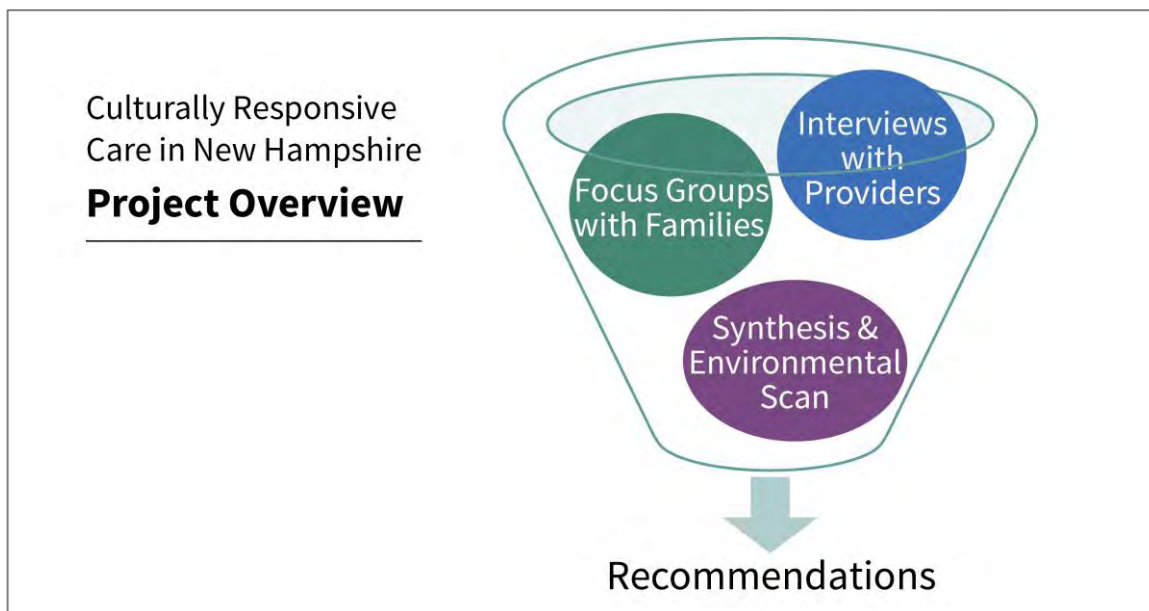 Culturally Responsive
Care in New Hampshire
Project Overview
Interviews
with
Providers
Focus Groups
with Families
Synthesis &
Environmental
Scan
Recommendations